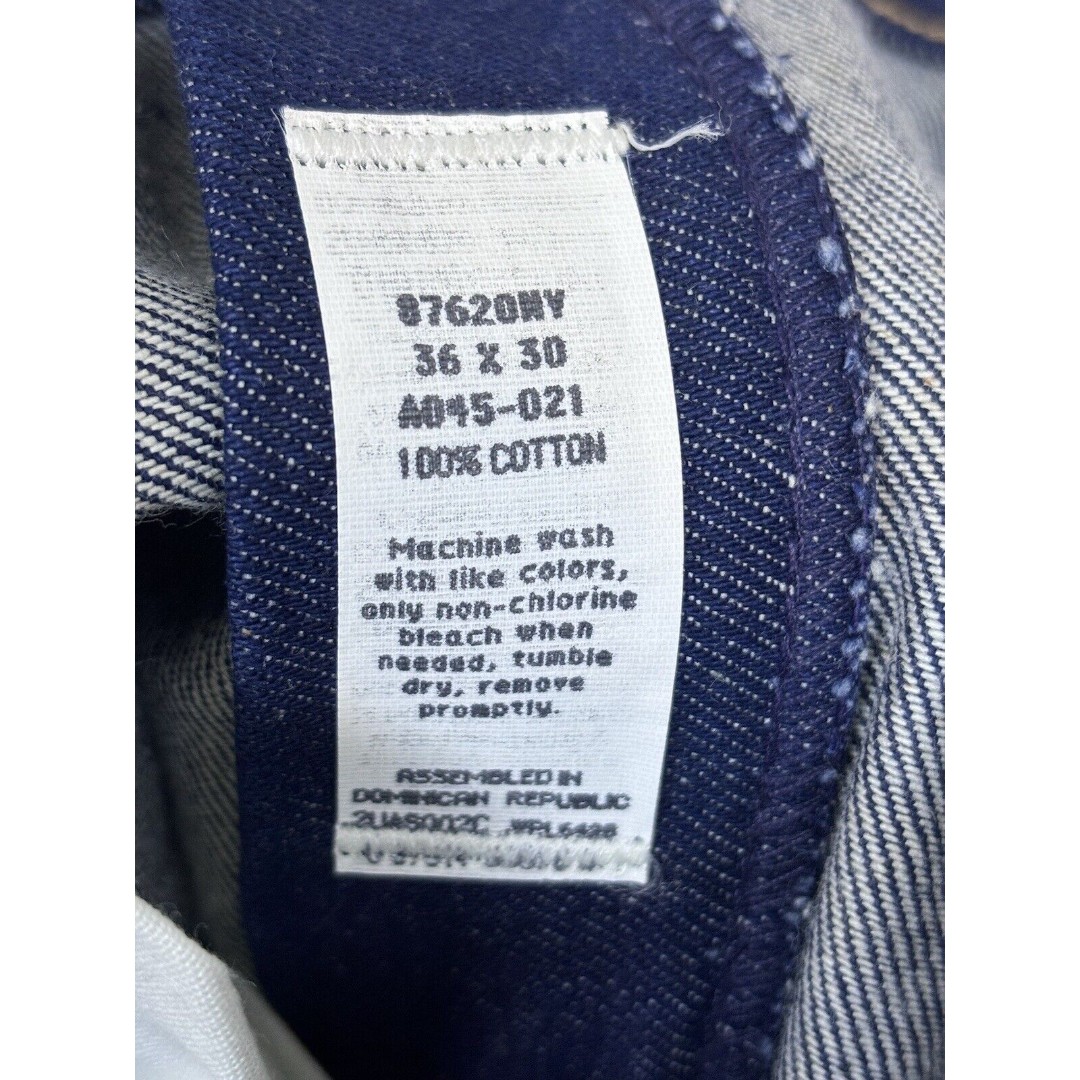 87620NY
36 X 30
A045-021
100% COTTON
Machine wash
with like colors,
only non-chlorine
bleach when
needed, tumble
dry, remove
promptly.
ASSEMBLED IN
DOMINICAN REPUBLIC